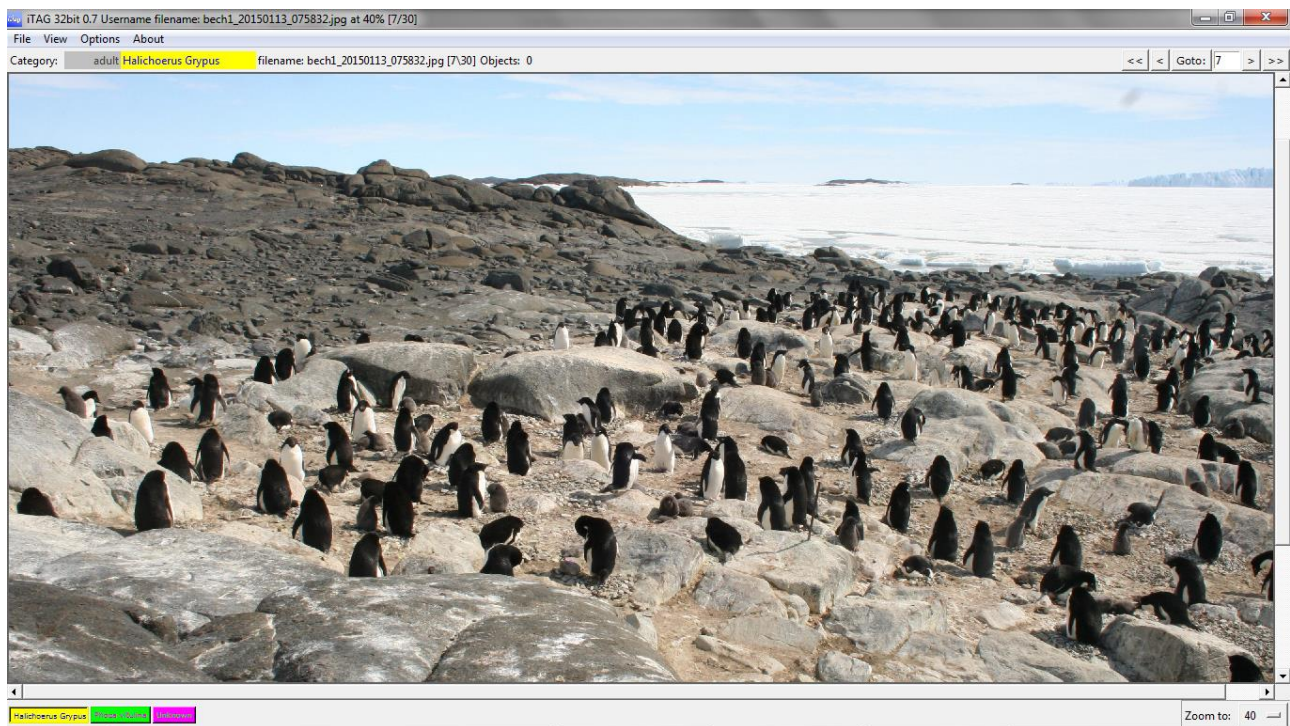 iTAG 32bit 0.7 Username filename: bech1_20150113_075832.jpg at 40% [7/30]
File View Options About
Category: adult Halichoerus Grypus filename: bech1_20150113_075832.jpg [7\30] Objects: 0 << < Goto: 7 > >>
Halichoerus Grypus Unknown Zoom to: 40